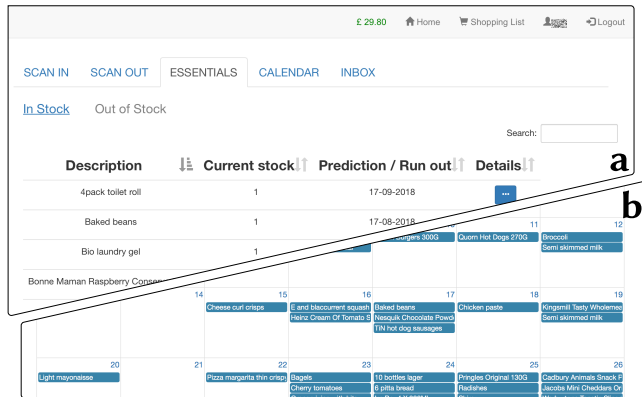 £ 29.80 Home Shopping List Logout
SCAN IN SCAN OUT ESSENTIALS CALENDAR INBOX
In Stock Out of Stock
Search:
Description Current stock Prediction / Run out Details
a
4pack toilet roll 1 17-09-2018 ...
b
Baked beans 1 17-08-2018
11 12
300G Quorn Hot Dogs 270G Broccoli
Semi skimmed milk
Bio laundry gel 1
Bonne Maman Raspberry
14 15 16 17 18 19
Cheese curl crisps E and blaccurrent squash Baked beans Chicken paste Kingsmill Tasty Wholemea
Heinz Cream Of Tomato S Nesquik Chocolate Powd Semi skimmed milk
TIN hot dog sausages
20 21 22 23 24 25 26
Light mayonaisse Pizza margarita thin crispy Bagels 10 bottles lager Pringles Original 130G Cadbury Animals Snack F
Cherry tomatoes 6 pitta bread Radishes Jacobs Mini Cheddars Or